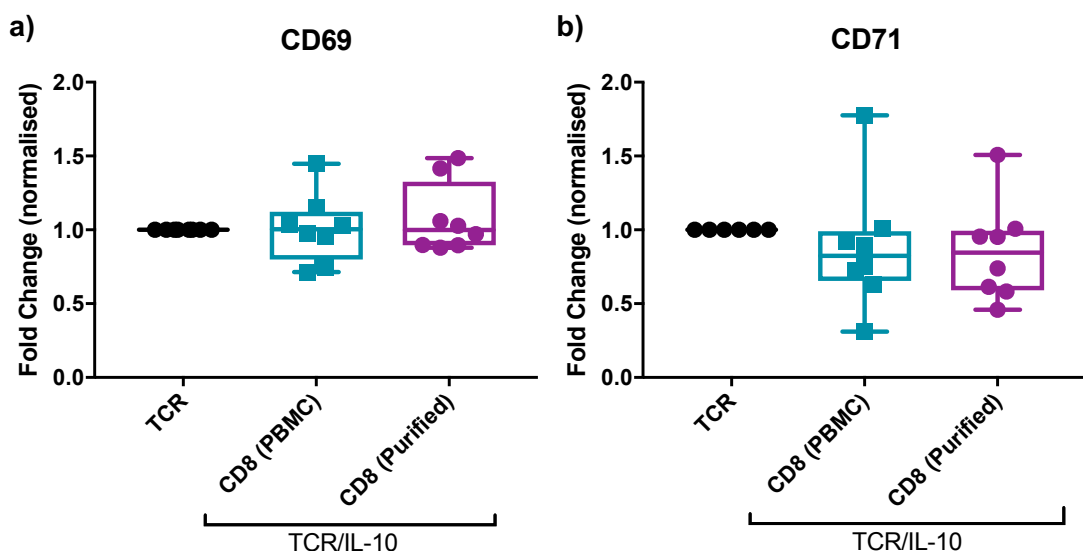 a)
CD69
Fold Change (normalised)
2.0
1.5
1.0
0.5
0.0
TCR
CD8 (PBMC)
CD8 (Purified)
TCR/IL-10
b)
CD71
Fold Change (normalised)
2.0
1.5
1.0
0.5
0.0
TCR
CD8 (PBMC)
CD8 (Purified)
TCR/IL-10